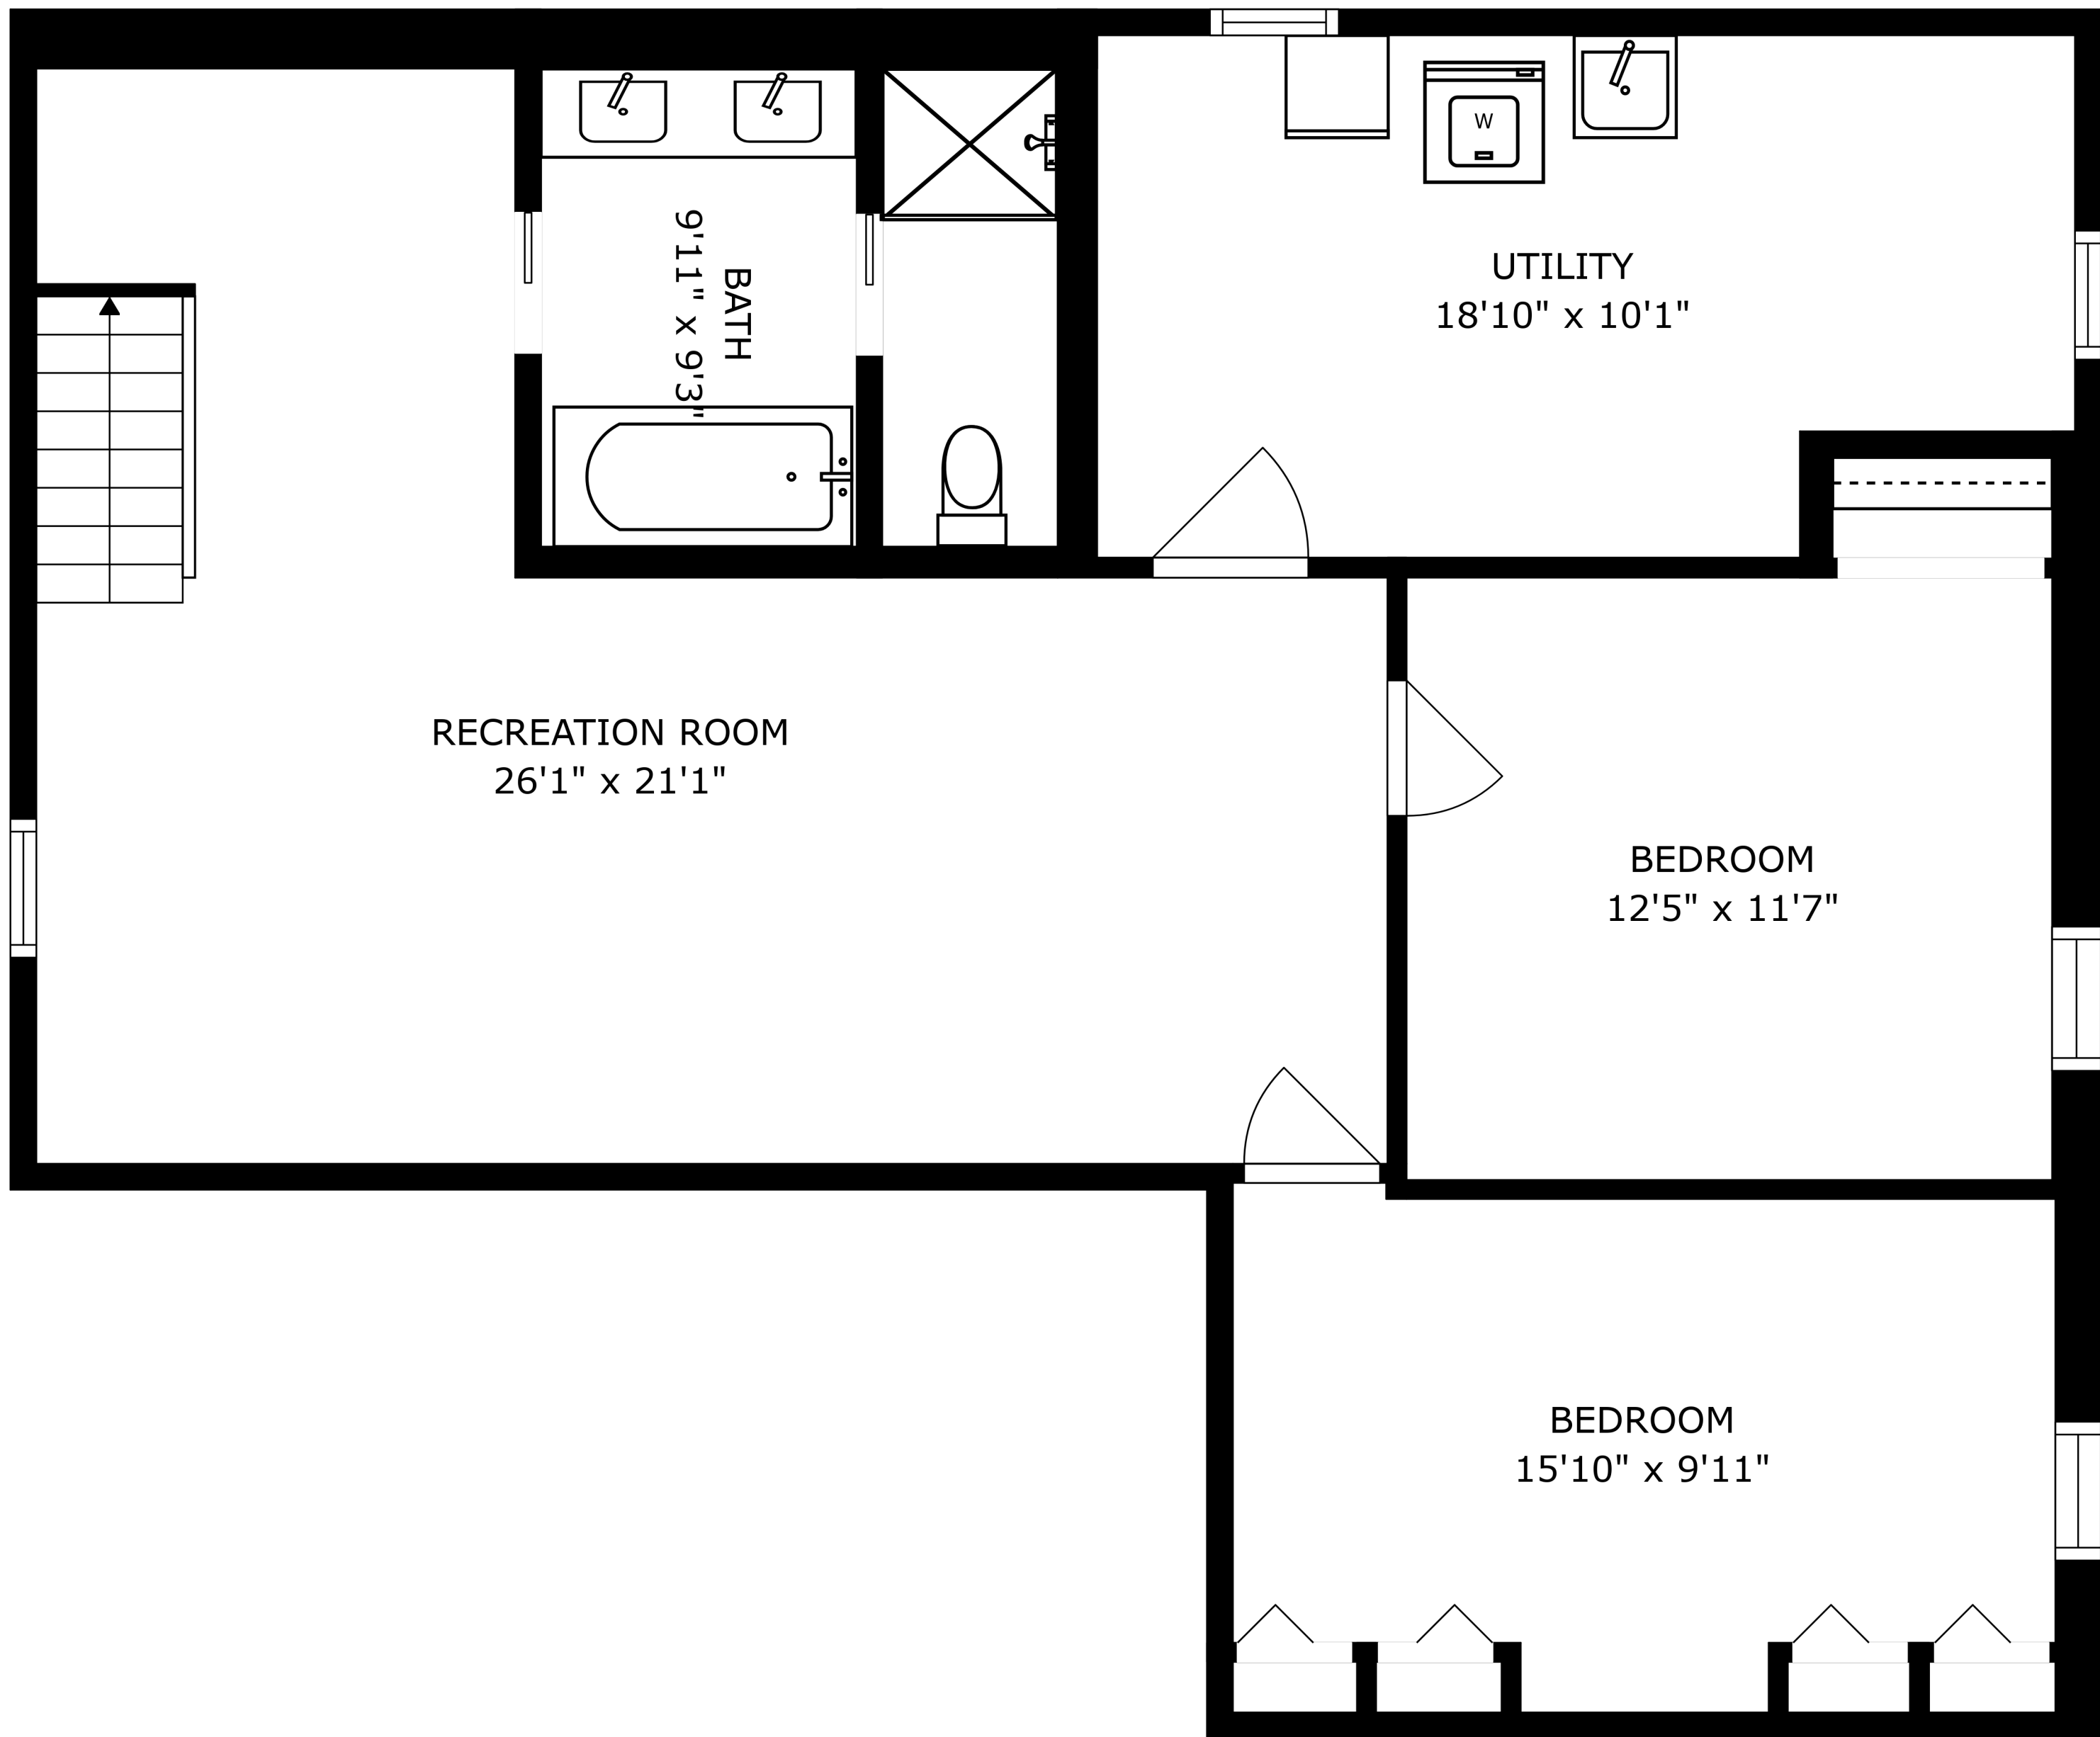 W
UTILITY
18'10" x 10'1"
BATH
9'11" x 9'3"
RECREATION ROOM
26'1" x 21'1"
BEDROOM
12'5" x 11'7"
BEDROOM
15'10" x 9'11"